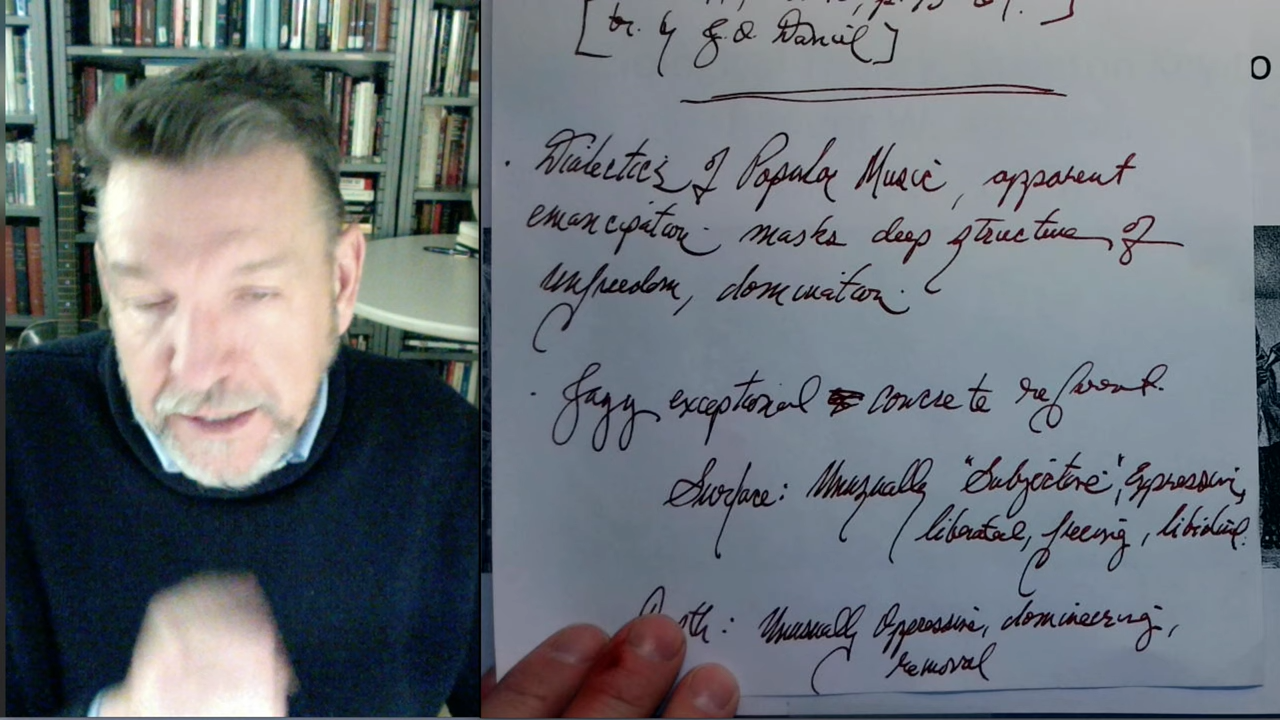 [tr. by J. O. Daniel]
· Dialectics of Popular Music, apparent
emancipation masks deep structure of
unfreedom, domination.
· Jazz exceptional concrete referent.
Surface: Unusually "Subjective", Expressive,
liberated, freeing, libidinal.
Depth: Unusually Oppressive, domineering,
removal